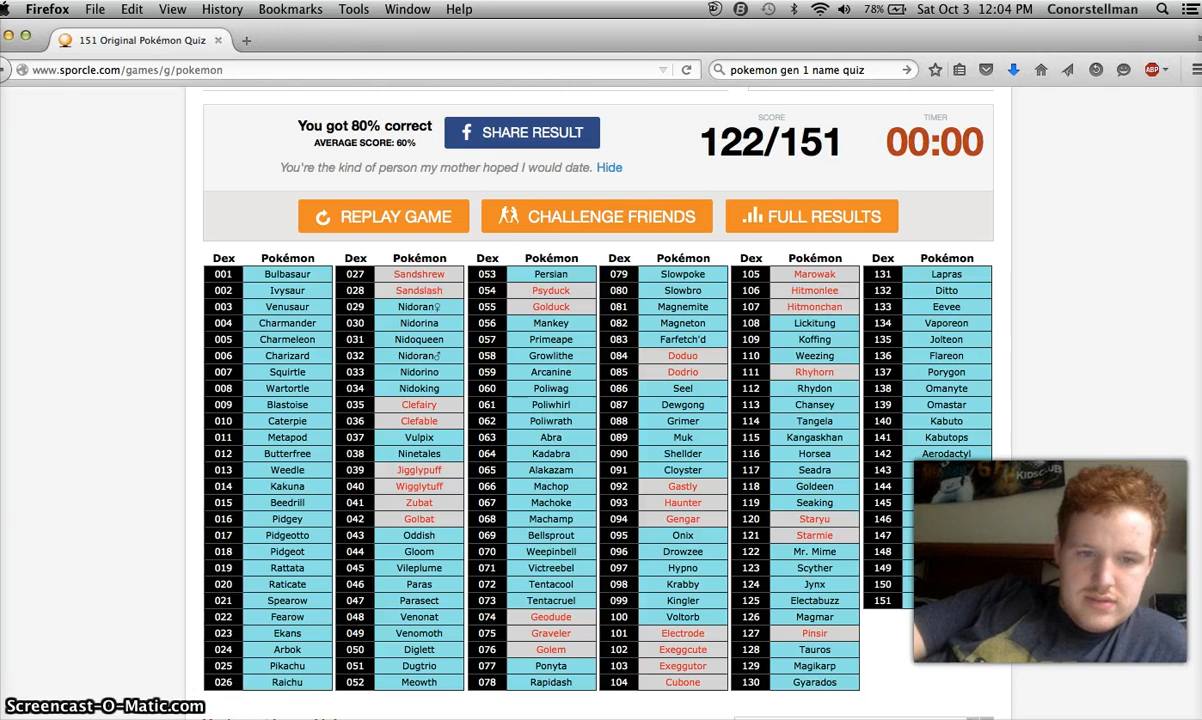 Firefox File Edit View History Bookmarks Tools Window Help 78% Sat Oct 3 12:04 PM Conorstellman
151 Original Pokémon Quiz
www.sporcle.com/games/g/pokemon pokemon gen 1 name quiz ABP
You got 80% correct
AVERAGE SCORE: 60%
f SHARE RESULT
SCORE
122/151
TIMER
00:00
You're the kind of person my mother hoped I would date. Hide
REPLAY GAME CHALLENGE FRIENDS FULL RESULTS
Dex Pokémon Dex Pokémon Dex Pokémon Dex Pokémon Dex Pokémon Dex Pokémon
001 Bulbasaur 027 Sandshrew 053 Persian 079 Slowpoke 105 Marowak 131 Lapras
002 Ivysaur 028 Sandslash 054 Psyduck 080 Slowbro 106 Hitmonlee 132 Ditto
003 Venusaur 029 Nidoran♀ 055 Golduck 081 Magnemite 107 Hitmonchan 133 Eevee
004 Charmander 030 Nidorina 056 Mankey 082 Magneton 108 Lickitung 134 Vaporeon
005 Charmeleon 031 Nidoqueen 057 Primeape 083 Farfetch'd 109 Koffing 135 Jolteon
006 Charizard 032 Nidoran♂ 058 Growlithe 084 Doduo 110 Weezing 136 Flareon
007 Squirtle 033 Nidorino 059 Arcanine 085 Dodrio 111 Rhyhorn 137 Porygon
008 Wartortle 034 Nidoking 060 Poliwag 086 Seel 112 Rhydon 138 Omanyte
009 Blastoise 035 Clefairy 061 Poliwhirl 087 Dewgong 113 Chansey 139 Omastar
010 Caterpie 036 Clefable 062 Poliwrath 088 Grimer 114 Tangela 140 Kabuto
011 Metapod 037 Vulpix 063 Abra 089 Muk 115 Kangaskhan 141 Kabutops
012 Butterfree 038 Ninetales 064 Kadabra 090 Shellder 116 Horsea 142 Aerodactyl
013 Weedle 039 Jigglypuff 065 Alakazam 091 Cloyster 117 Seadra 143
014 Kakuna 040 Wigglytuff 066 Machop 092 Gastly 118 Goldeen 144
015 Beedrill 041 Zubat 067 Machoke 093 Haunter 119 Seaking 145
016 Pidgey 042 Golbat 068 Machamp 094 Gengar 120 Staryu 146
017 Pidgeotto 043 Oddish 069 Bellsprout 095 Onix 121 Starmie 147
018 Pidgeot 044 Gloom 070 Weepinbell 096 Drowzee 122 Mr. Mime 148
019 Rattata 045 Vileplume 071 Victreebel 097 Hypno 123 Scyther 149
020 Raticate 046 Paras 072 Tentacool 098 Krabby 124 Jynx 150
021 Spearow 047 Parasect 073 Tentacruel 099 Kingler 125 Electabuzz 151
022 Fearow 048 Venonat 074 Geodude 100 Voltorb 126 Magmar
023 Ekans 049 Venomoth 075 Graveler 101 Electrode 127 Pinsir
024 Arbok 050 Diglett 076 Golem 102 Exeggcute 128 Tauros
025 Pikachu 051 Dugtrio 077 Ponyta 103 Exeggutor 129 Magikarp
026 Raichu 052 Meowth 078 Rapidash 104 Cubone 130 Gyarados
KIDSCLUB
Screencast-O-Matic.com